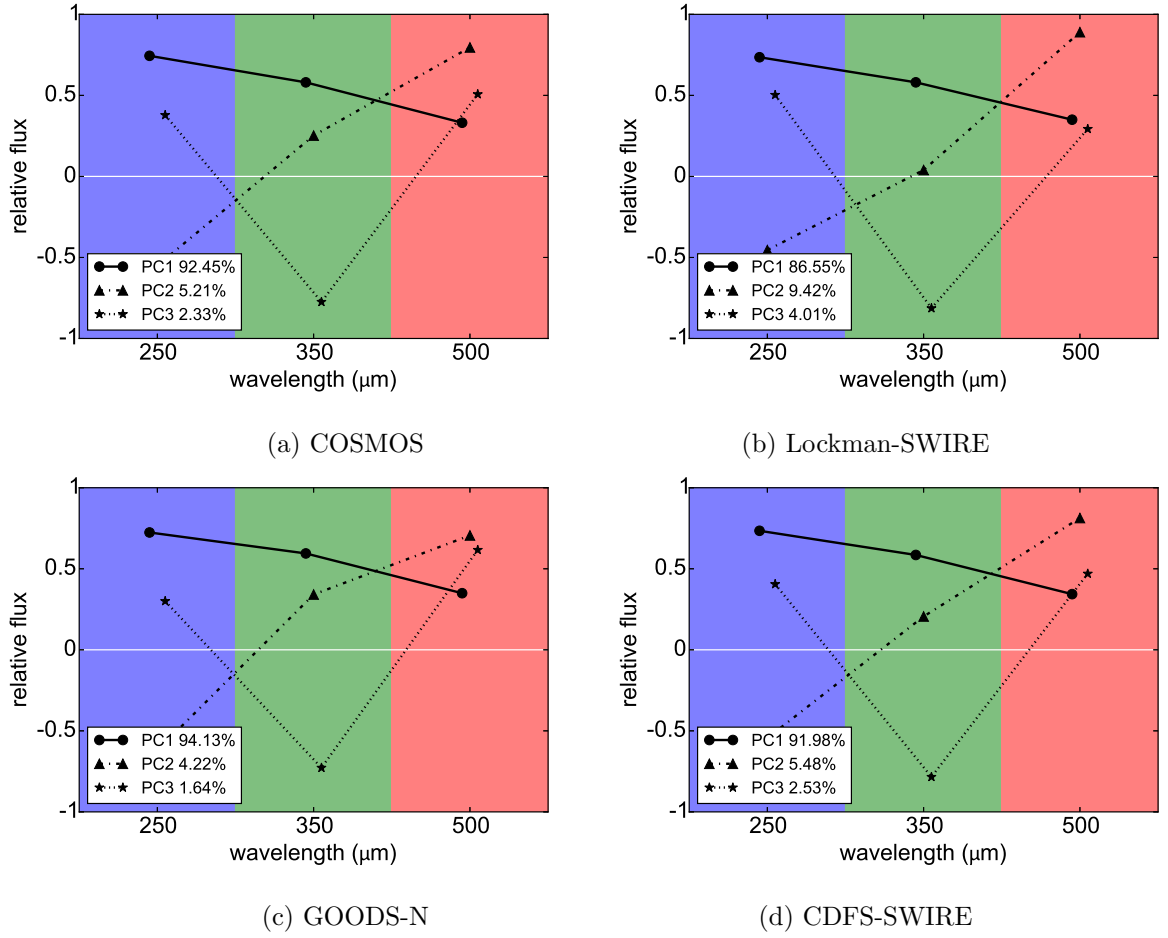 1
0.5
0
-0.5
-1
relative flux
PC1 92.45%
PC2 5.21%
PC3 2.33%
250 350 500
wavelength (μm)
(a) COSMOS
1
0.5
0
-0.5
-1
relative flux
PC1 86.55%
PC2 9.42%
PC3 4.01%
250 350 500
wavelength (μm)
(b) Lockman-SWIRE
1
0.5
0
-0.5
-1
relative flux
PC1 94.13%
PC2 4.22%
PC3 1.64%
250 350 500
wavelength (μm)
(c) GOODS-N
1
0.5
0
-0.5
-1
relative flux
PC1 91.98%
PC2 5.48%
PC3 2.53%
250 350 500
wavelength (μm)
(d) CDFS-SWIRE